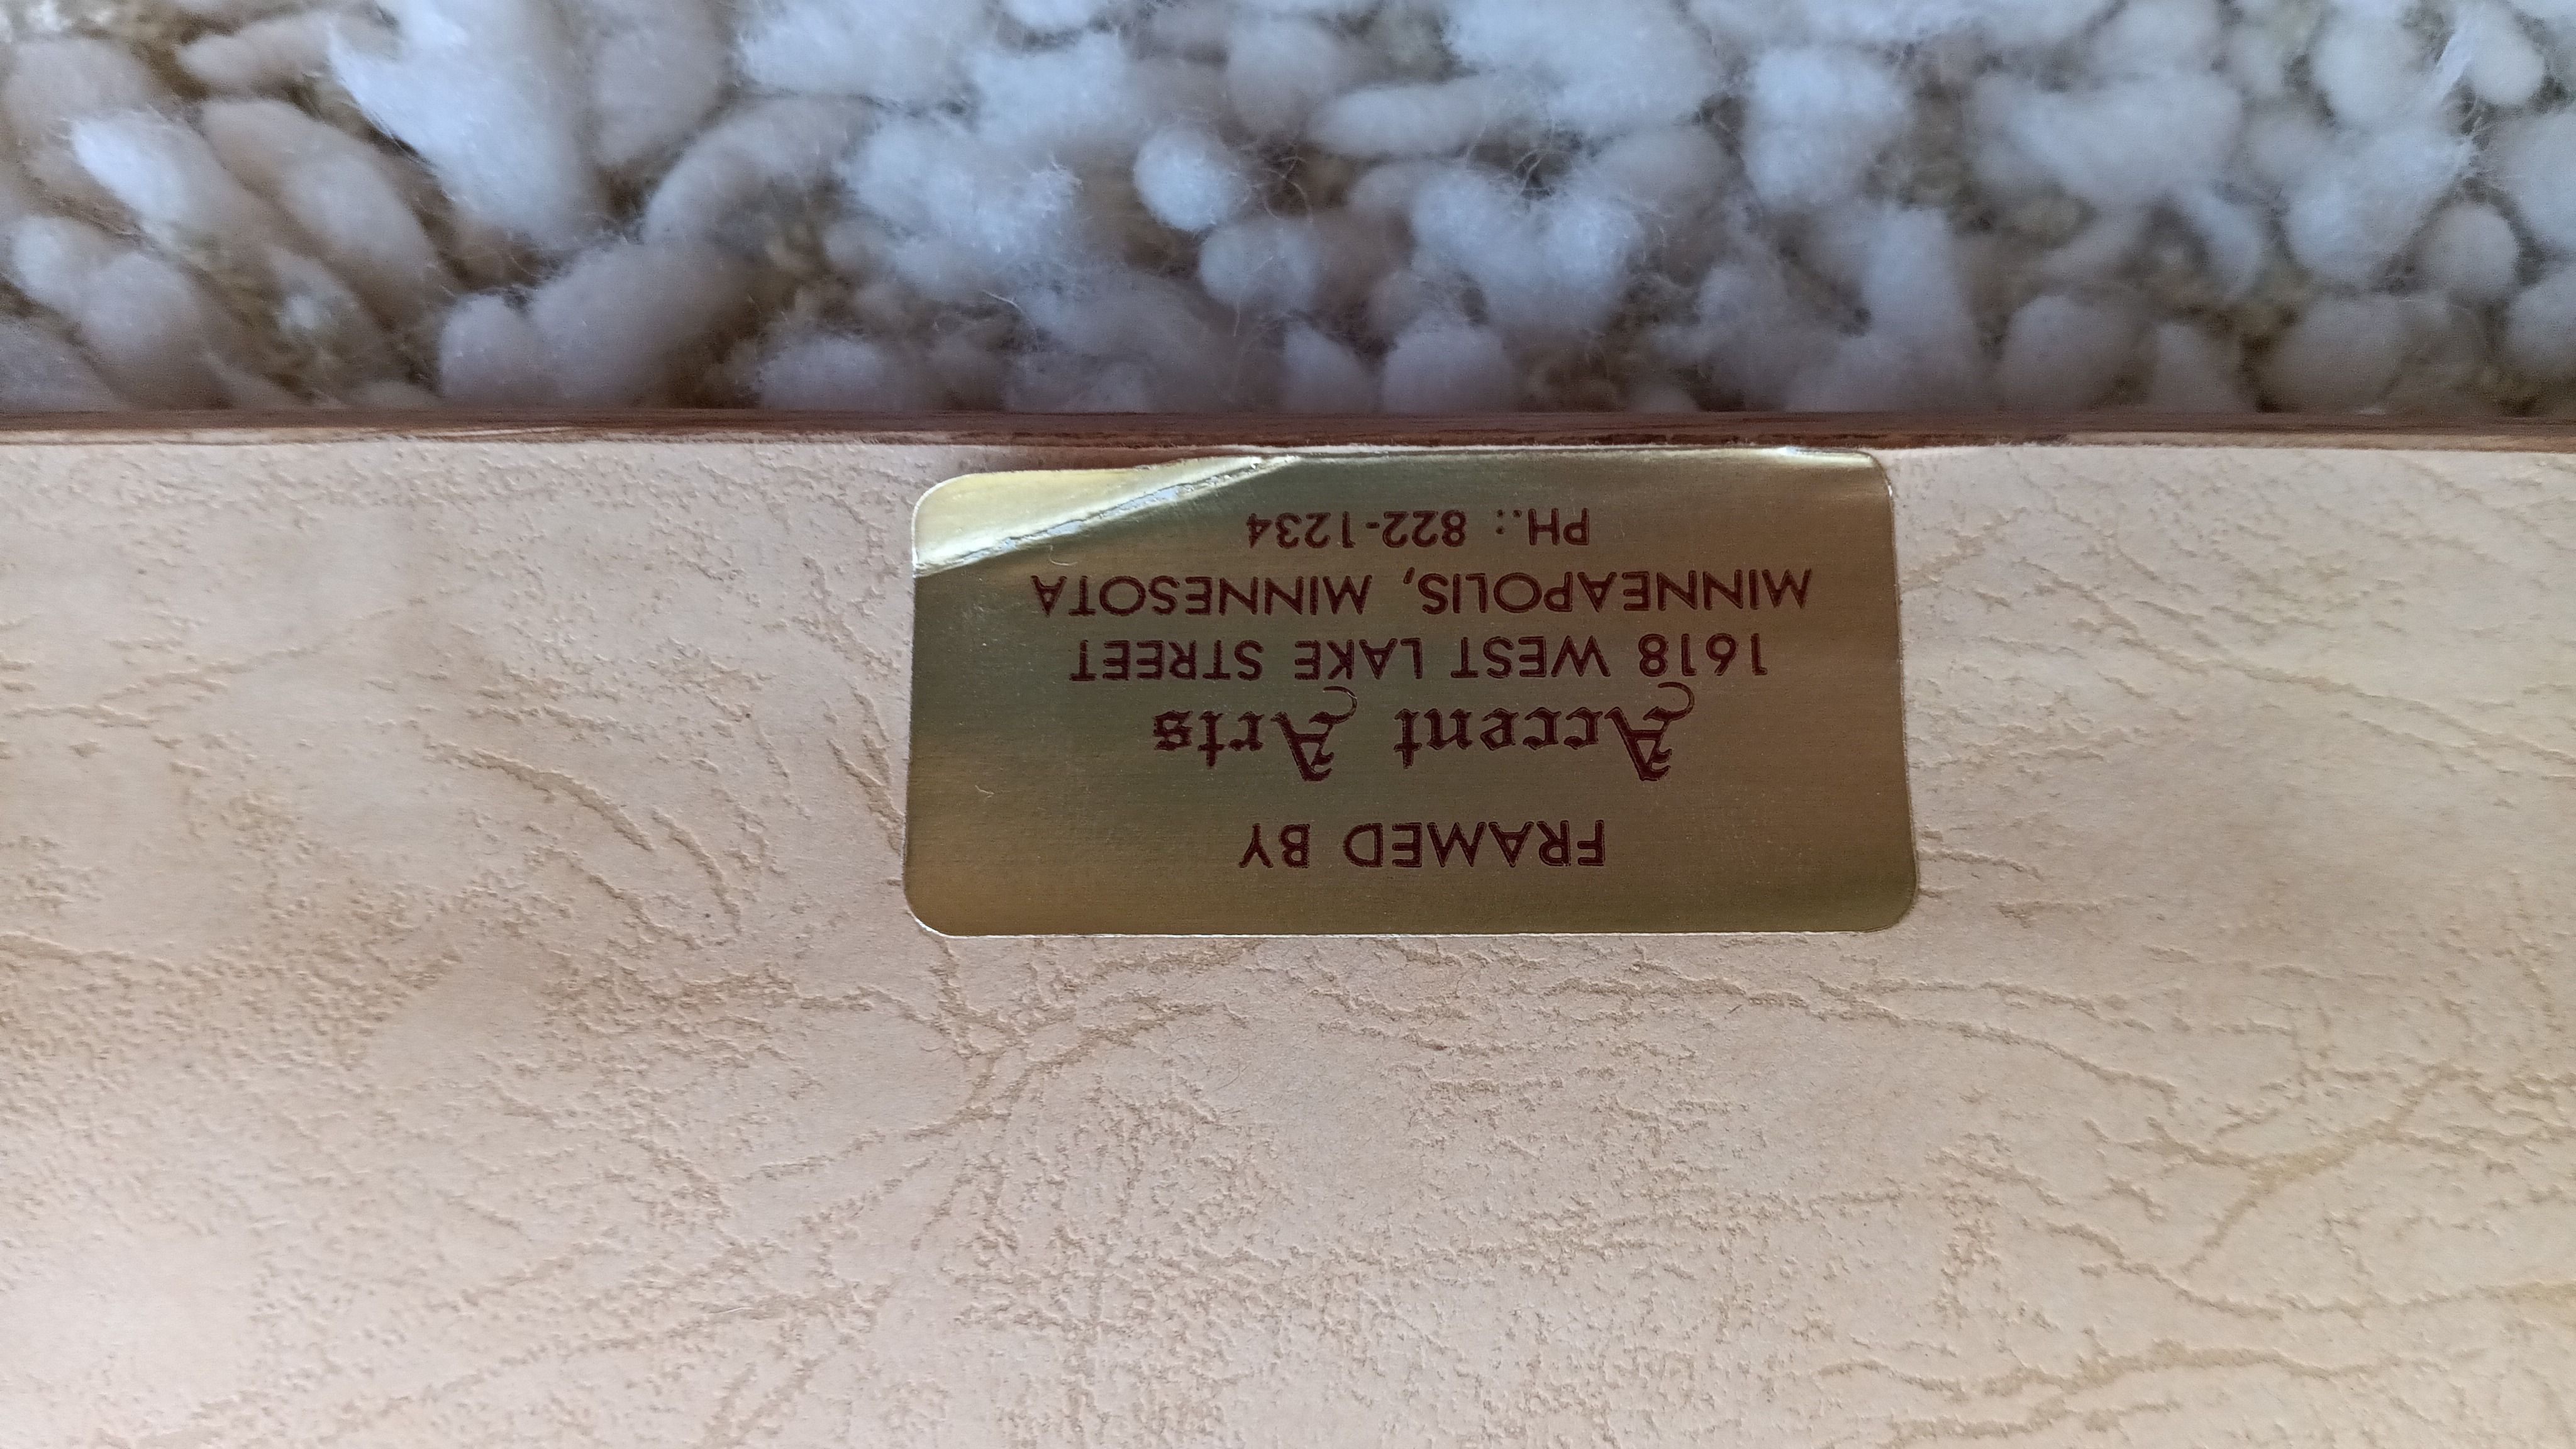 FRAMED BY
Accent Arts
1618 WEST LAKE STREET
MINNEAPOLIS, MINNESOTA
PH.: 822-1234